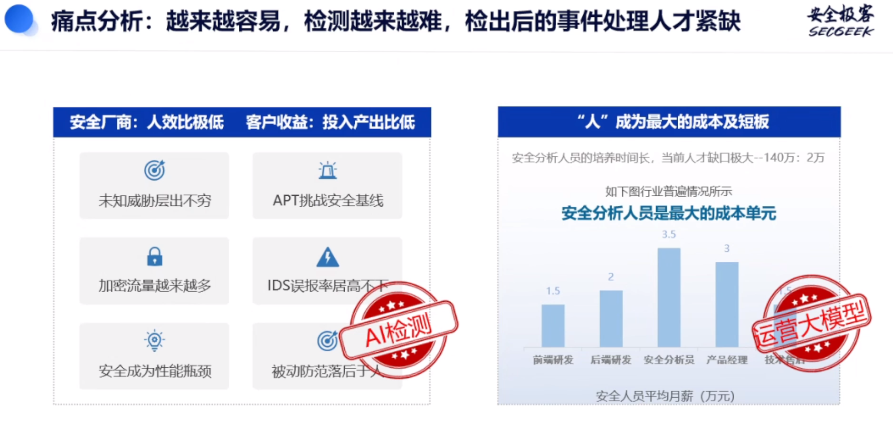 痛点分析：越来越容易，检测越来越难，检出后的事件处理人才紧缺
安全极客
SECGEEK
安全厂商：人效比极低 客户收益：投入产出比低
未知威胁层出不穷
APT挑战安全基线
加密流量越来越多
IDS误报率居高不下
安全成为性能瓶颈
被动防范落后于人
AI检测
“人”成为最大的成本及短板
安全分析人员的培养时间长，当前人才缺口极大--140万：2万
如下图行业普遍情况所示
安全分析人员是最大的成本单元
1.5
2
3.5
3
1.5
前端研发
后端研发
安全分析员
产品经理
技术售后
运营大模型
安全人员平均月薪（万元）